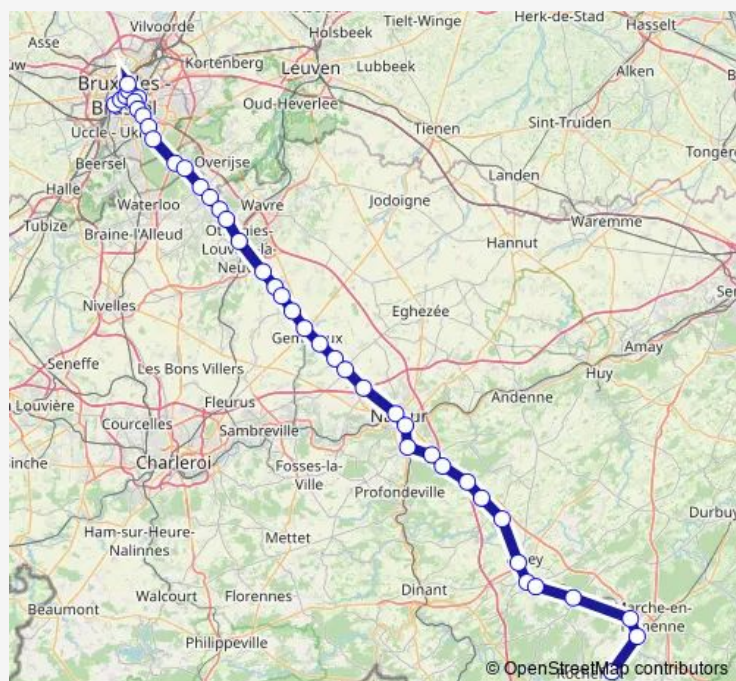 Tielt-Winge
Herk-de-Stad
Hasselt
Vilvoorde
Holsbeek
Asse
Kortenberg
Leuven
Lubbeek
Alken
Oud-Heverlee
Tienen
Sint-Truiden
Uccle - Uk
Beersel
Overijse
Landen
Tongere
Halle
Waterloo
Wavre
Jodoigne
Waremme
Tubize
Braine-l'Alleud
Hannut
Nivelles
Eghezée
Seneffe
Les Bons Villers
Amay
Huy
Fleurus
Andenne
Louvière
Courcelles
Sambreville
Charleroi
Fosses-la-
Ville
Profondeville
Ham-sur-Heure-
Nalinnes
Mettet
Durbuy
Dinant
Beaumont
Walcourt
Florennes
Philippeville
© OpenStreetMap contributors